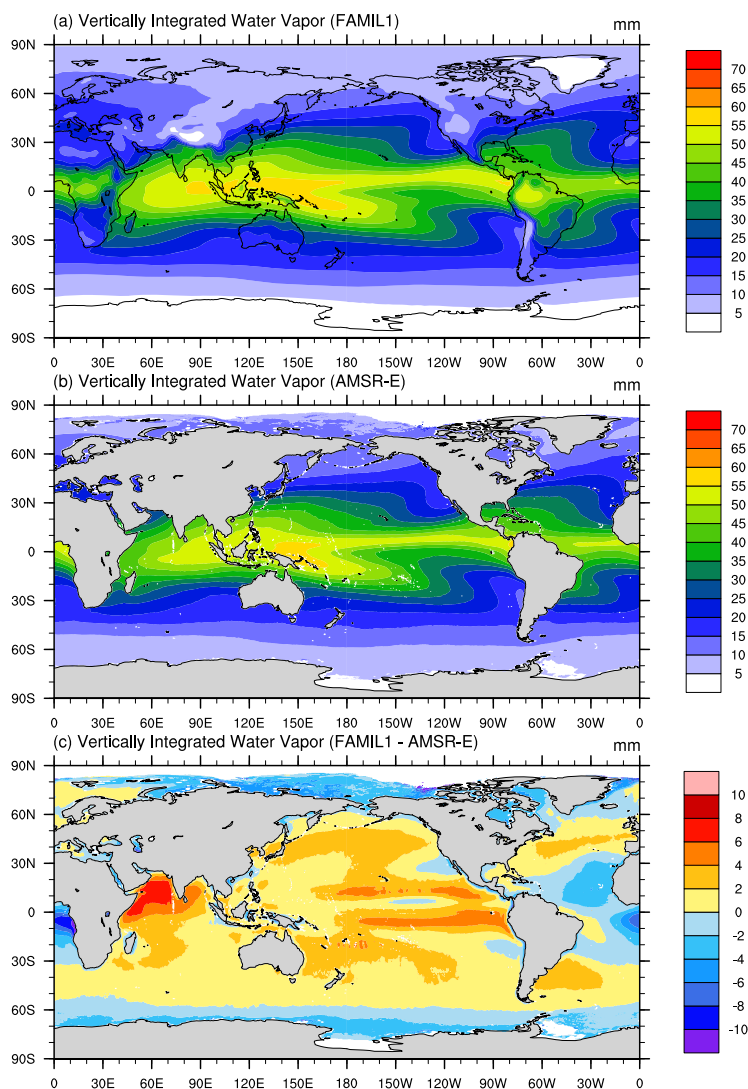 (a) Vertically Integrated Water Vapor (FAMIL1) mm
90N
60N
30N
0
30S
60S
90S
0 30E 60E 90E 120E 150E 180 150W 120W 90W 60W 30W 0
70
65
60
55
50
45
40
35
30
25
20
15
10
5
(b) Vertically Integrated Water Vapor (AMSR-E) mm
90N
60N
30N
0
30S
60S
90S
0 30E 60E 90E 120E 150E 180 150W 120W 90W 60W 30W 0
70
65
60
55
50
45
40
35
30
25
20
15
10
5
(c) Vertically Integrated Water Vapor (FAMIL1 - AMSR-E) mm
90N
60N
30N
0
30S
60S
90S
0 30E 60E 90E 120E 150E 180 150W 120W 90W 60W 30W 0
10
8
6
4
2
0
-2
-4
-6
-8
-10